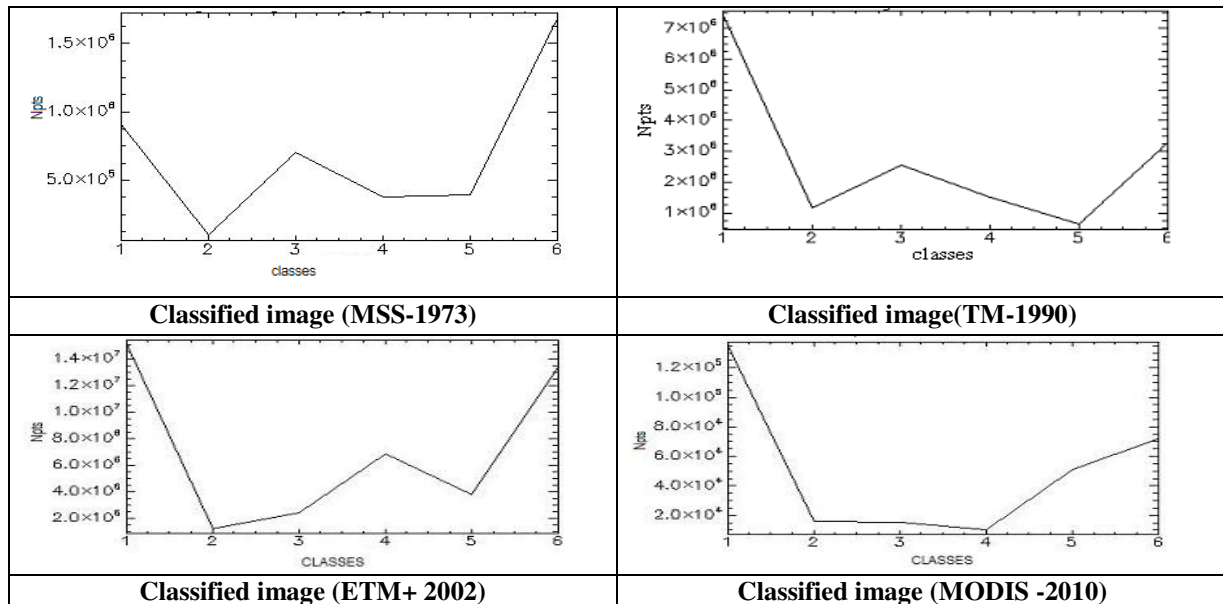 1.5×10⁶
1.0×10⁶
5.0×10⁵
Npts
1 2 3 4 5 6
classes
7×10⁶
6×10⁶
5×10⁶
4×10⁶
3×10⁶
2×10⁶
1×10⁶
Npts
1 2 3 4 5 6
classes
Classified image (MSS-1973)
Classified image(TM-1990)
1.4×10⁷
1.2×10⁷
1.0×10⁷
8.0×10⁶
6.0×10⁶
4.0×10⁶
2.0×10⁶
Npts
1 2 3 4 5 6
CLASSES
1.2×10⁵
1.0×10⁵
8.0×10⁴
6.0×10⁴
4.0×10⁴
2.0×10⁴
Npts
1 2 3 4 5 6
CLASSES
Classified image (ETM+ 2002)
Classified image (MODIS -2010)